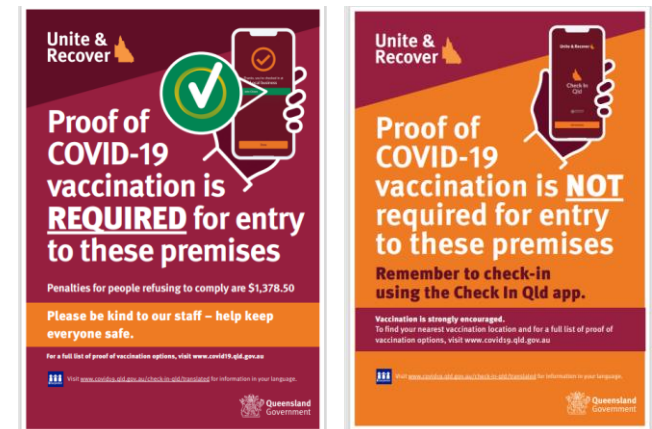 Unite &
Recover
Proof of
COVID-19
vaccination is
REQUIRED for entry
to these premises
Penalties for people refusing to comply are $1,378.50
Please be kind to our staff – help keep
everyone safe.
For a full list of proof of vaccination options, visit www.covid19.qld.gov.au
Visit www.covid19.qld.gov.au/check-in-qld/translated for information in your language.
Queensland
Government
Unite &
Recover
Unite & Recover
Check In
Qld
Proof of
COVID-19
vaccination is NOT
required for entry
to these premises
Remember to check-in
using the Check In Qld app.
Vaccination is strongly encouraged.
To find your nearest vaccination location and for a full list of proof of
vaccination options, visit www.covid19.qld.gov.au
Visit www.covid19.qld.gov.au/check-in-qld/translated for information in your language.
Queensland
Government